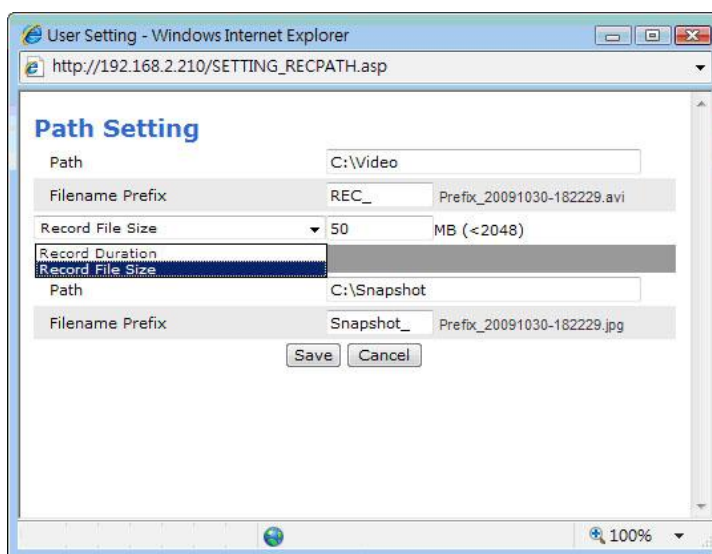 User Setting - Windows Internet Explorer
http://192.168.2.210/SETTING_RECPATH.asp
Path Setting
Path C:\Video
Filename Prefix REC_ Prefix_20091030-182229.avi
Record File Size 50 MB (<2048)
Record Duration
Record File Size
Path C:\Snapshot
Filename Prefix Snapshot_ Prefix_20091030-182229.jpg
Save Cancel
100%